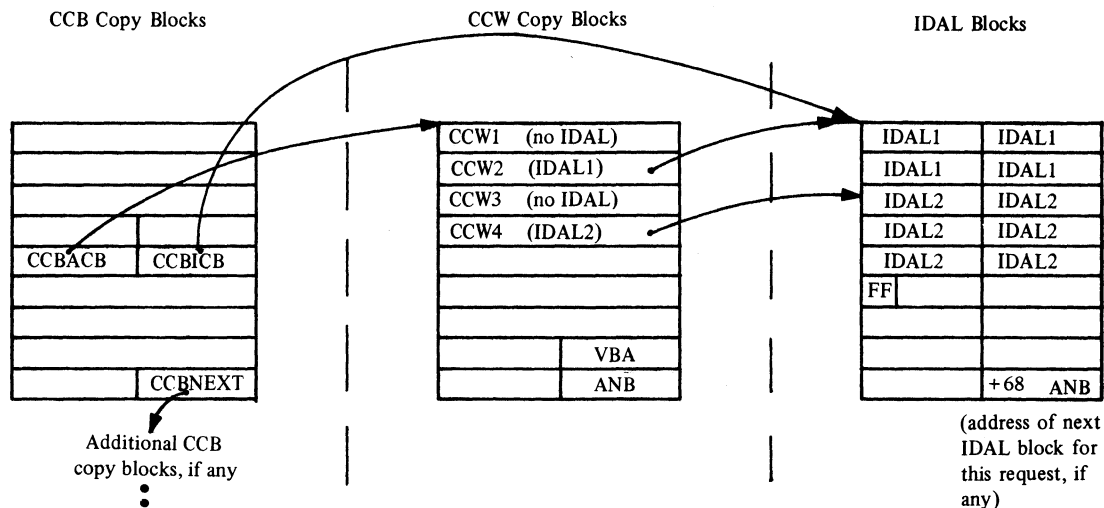 CCB Copy Blocks
CCW Copy Blocks
IDAL Blocks
CCBACB CCBICB
CCBNEXT
Additional CCB
copy blocks, if any
CCW1 (no IDAL)
CCW2 (IDAL1)
CCW3 (no IDAL)
CCW4 (IDAL2)
VBA
ANB
IDAL1 IDAL1
IDAL1 IDAL1
IDAL2 IDAL2
IDAL2 IDAL2
IDAL2 IDAL2
FF
+68 ANB
(address of next
IDAL block for
this request, if
any)